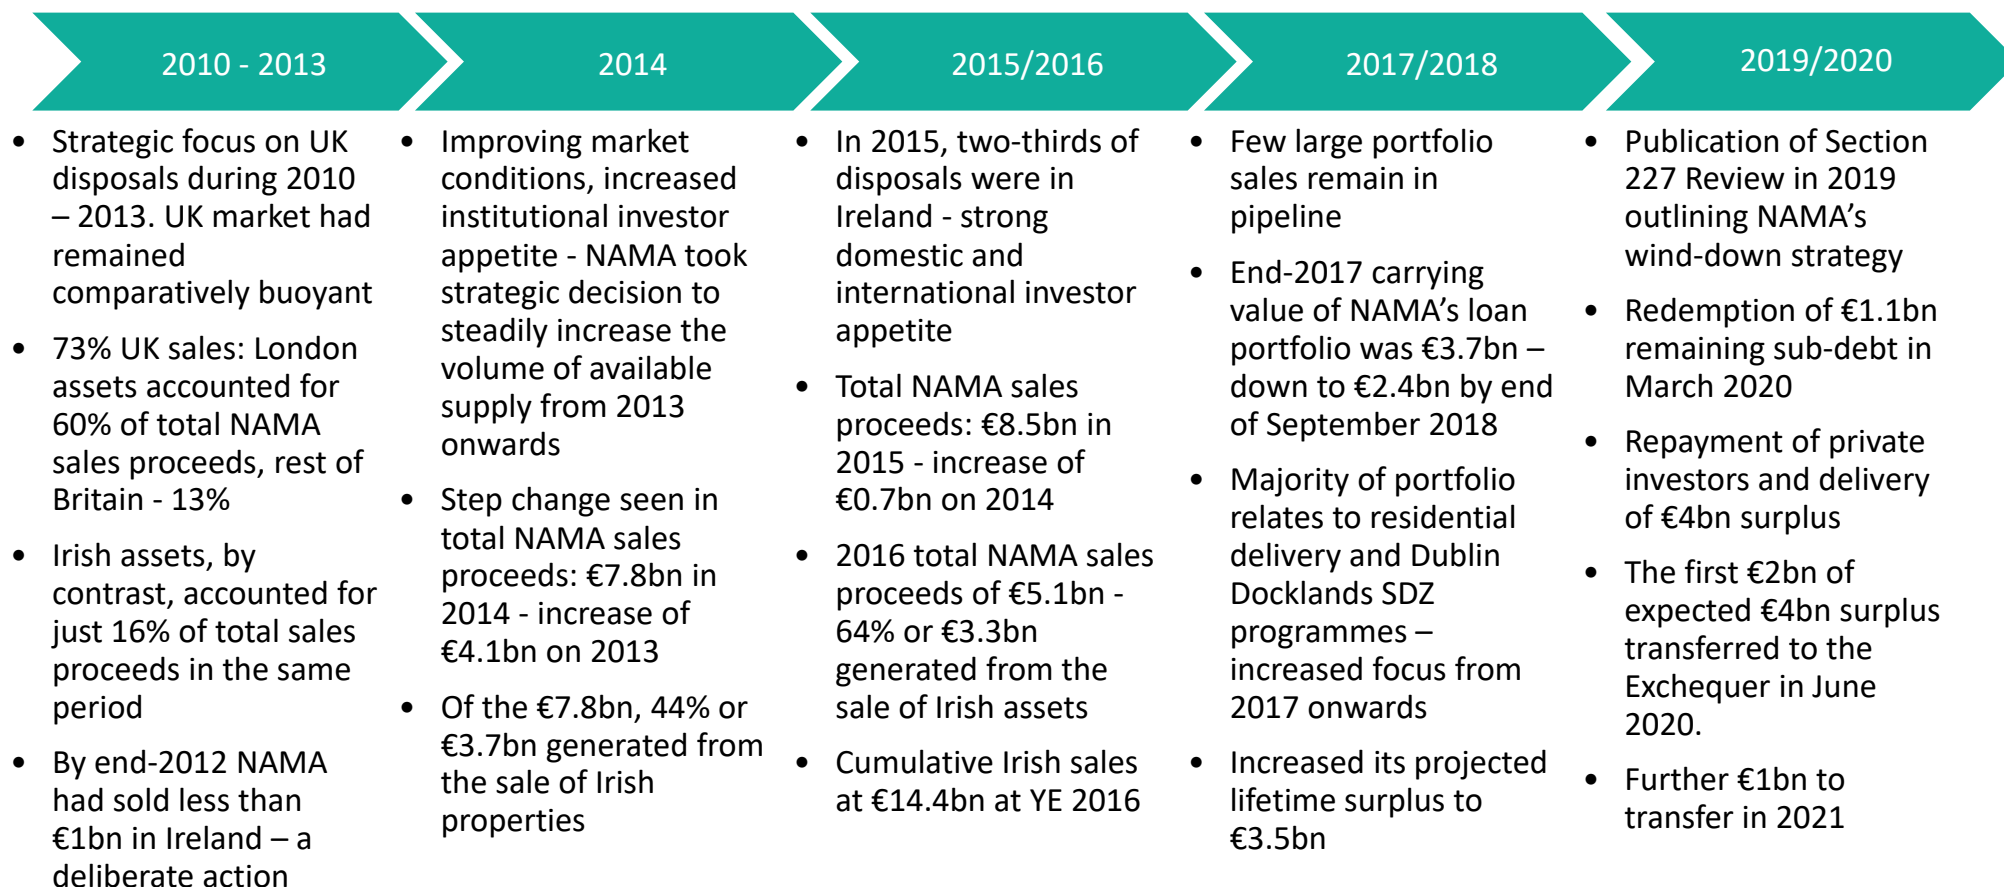 2010 - 2013
2014
2015/2016
2017/2018
2019/2020
• Strategic focus on UK
disposals during 2010
– 2013. UK market had
remained
comparatively buoyant
• 73% UK sales: London
assets accounted for
60% of total NAMA
sales proceeds, rest of
Britain - 13%
• Irish assets, by
contrast, accounted for
just 16% of total sales
proceeds in the same
period
• By end-2012 NAMA
had sold less than
€1bn in Ireland – a
deliberate action
• Improving market
conditions, increased
institutional investor
appetite - NAMA took
strategic decision to
steadily increase the
volume of available
supply from 2013
onwards
• Step change seen in
total NAMA sales
proceeds: €7.8bn in
2014 - increase of
€4.1bn on 2013
• Of the €7.8bn, 44% or
€3.7bn generated from
the sale of Irish
properties
• In 2015, two-thirds of
disposals were in
Ireland - strong
domestic and
international investor
appetite
• Total NAMA sales
proceeds: €8.5bn in
2015 - increase of
€0.7bn on 2014
• 2016 total NAMA sales
proceeds of €5.1bn -
64% or €3.3bn
generated from the
sale of Irish assets
• Cumulative Irish sales
at €14.4bn at YE 2016
• Few large portfolio
sales remain in
pipeline
• End-2017 carrying
value of NAMA’s loan
portfolio was €3.7bn –
down to €2.4bn by end
of September 2018
• Majority of portfolio
relates to residential
delivery and Dublin
Docklands SDZ
programmes –
increased focus from
2017 onwards
• Increased its projected
lifetime surplus to
€3.5bn
• Publication of Section
227 Review in 2019
outlining NAMA’s
wind-down strategy
• Redemption of €1.1bn
remaining sub-debt in
March 2020
• Repayment of private
investors and delivery
of €4bn surplus
• The first €2bn of
expected €4bn surplus
transferred to the
Exchequer in June
2020.
• Further €1bn to
transfer in 2021